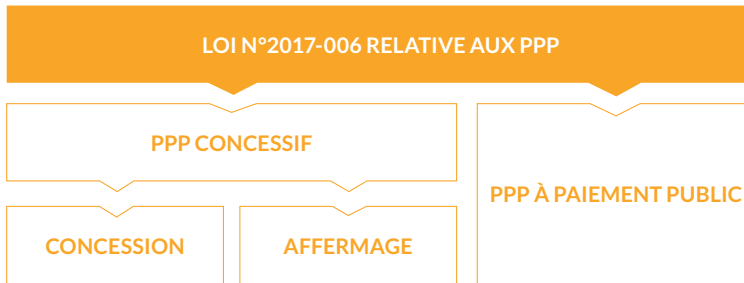 LOI N°2017-006 RELATIVE AUX PPP
PPP CONCESSIF
PPP À PAIEMENT PUBLIC
CONCESSION
AFFERMAGE